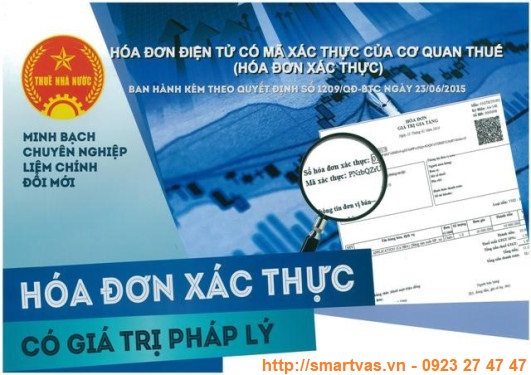 HÓA ĐƠN ĐIỆN TỬ CÓ MÃ XÁC THỰC CỦA CƠ QUAN THUẾ
(HÓA ĐƠN XÁC THỰC)
BAN HÀNH KÈM THEO QUYẾT ĐỊNH SỐ 1209/QĐ-BTC NGÀY 23/06/2015
THUẾ NHÀ NƯỚC
MINH BẠCH
CHUYÊN NGHIỆP
LIÊM CHÍNH
ĐỔI MỚI
HÓA ĐƠN
GIÁ TRỊ GIA TĂNG
Số hóa đơn xác thực:
Mã xác thực: PNrbQZrU
HÓA ĐƠN XÁC THỰC
CÓ GIÁ TRỊ PHÁP LÝ
http://smartvas.vn - 0923 27 47 47